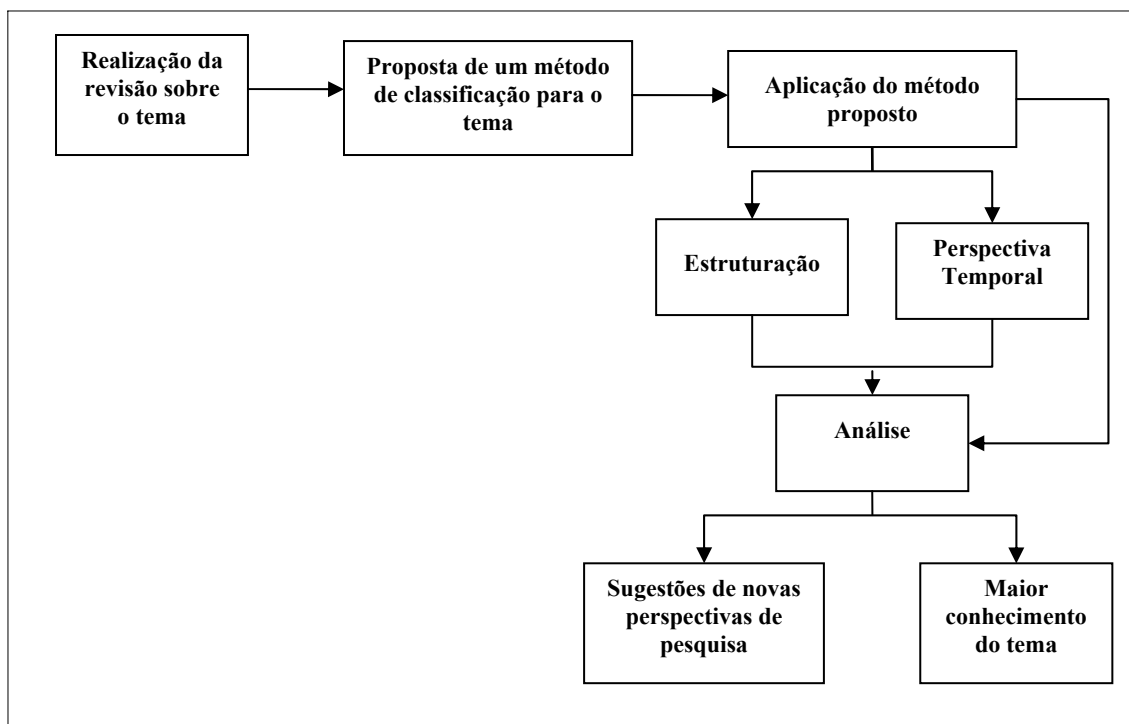 Realização da
revisão sobre
o tema
Proposta de um método
de classificação para o
tema
Aplicação do método
proposto
Estruturação
Perspectiva
Temporal
Análise
Sugestões de novas
perspectivas de
pesquisa
Maior
conhecimento
do tema